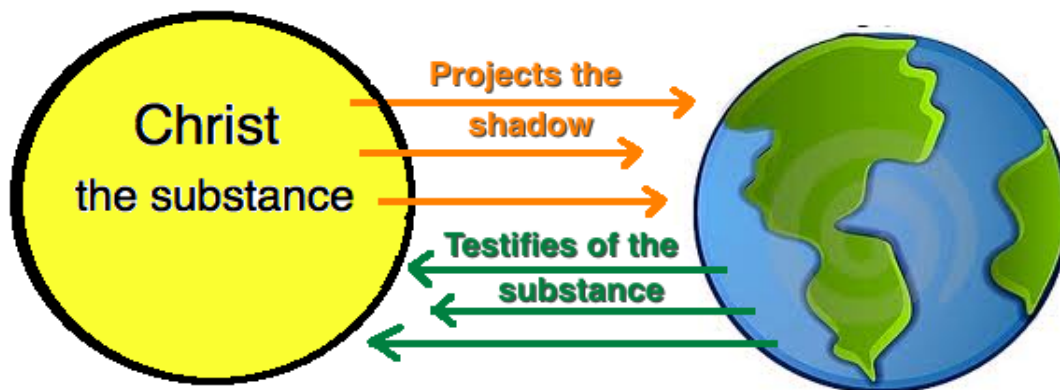 Christ
the substance
Projects the
shadow
Testifies of the
substance